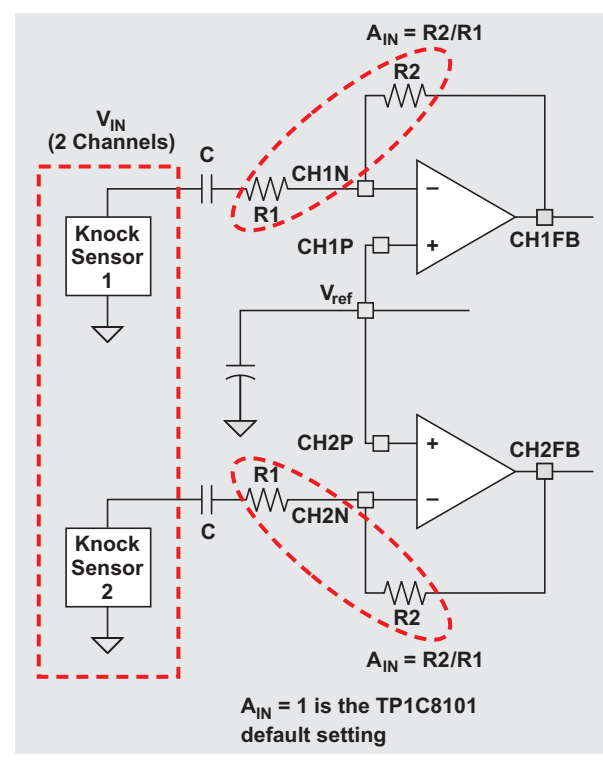 A_IN = R2/R1
R2
V_IN
(2 Channels)
C
CH1N
R1
Knock
Sensor
1
CH1P
CH1FB
−
+
V_ref
CH2P
CH2FB
+
−
R1
CH2N
C
Knock
Sensor
2
R2
A_IN = R2/R1
A_IN = 1 is the TP1C8101
default setting